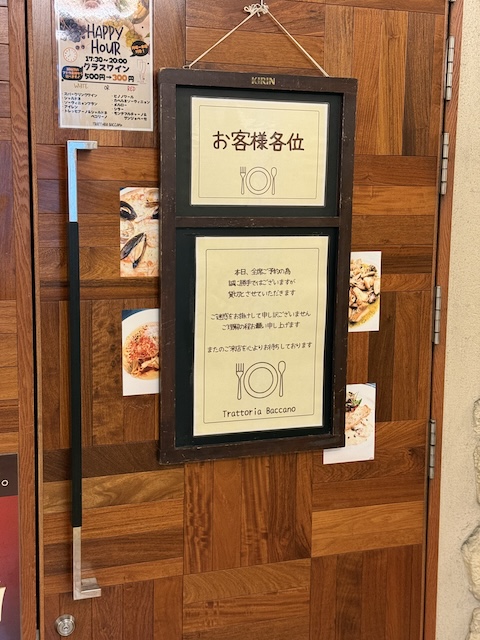 HAPPY
HOUR
17:30~20:00
グラスワイン
500円→300円
WHITE OR RED
KIRIN
お客様各位
本日、全席ご予約の為
誠に勝手ではございますが
貸切とさせていただきます
ご迷惑をお掛けして申し訳ございません
ご理解の程お願い申し上げます
またのご来店を心よりお待ちしております
Trattoria Baccano